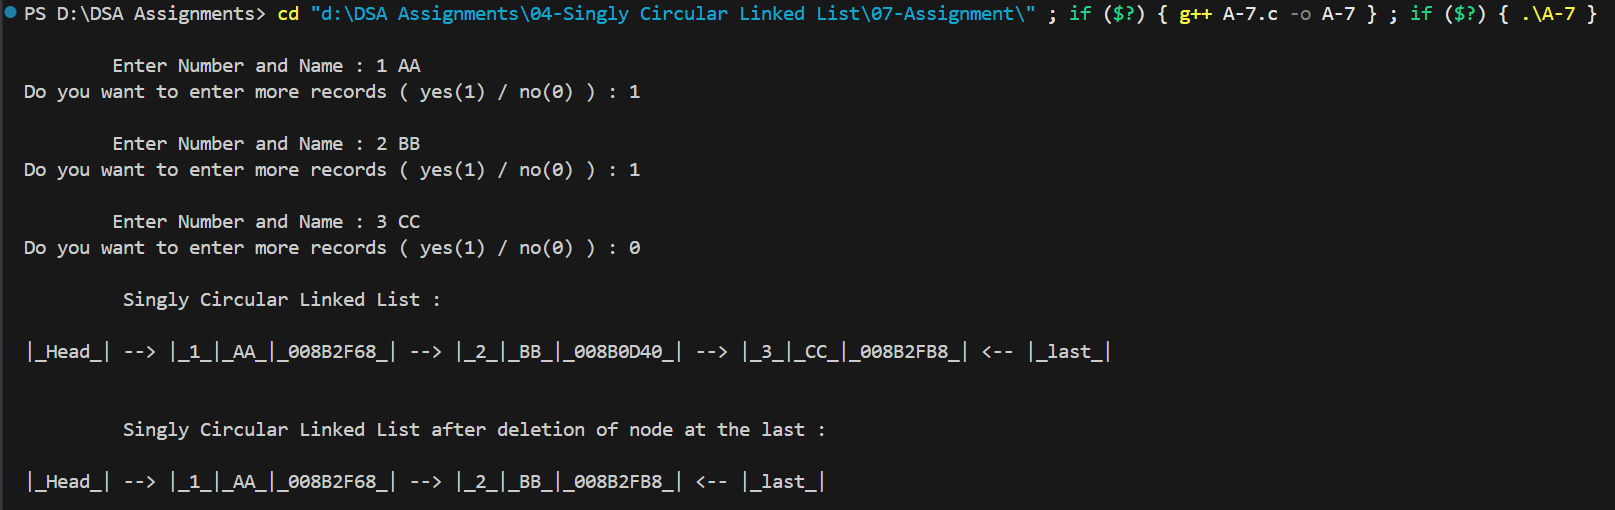 PS D:\DSA Assignments> cd "d:\DSA Assignments\04-Singly Circular Linked List\07-Assignment\" ; if ($?) { g++ A-7.c -o A-7 } ; if ($?) { .\A-7 }
Enter Number and Name : 1 AA
Do you want to enter more records ( yes(1) / no(0) ) : 1
Enter Number and Name : 2 BB
Do you want to enter more records ( yes(1) / no(0) ) : 1
Enter Number and Name : 3 CC
Do you want to enter more records ( yes(1) / no(0) ) : 0
Singly Circular Linked List :
|_Head_| --> |_1_|_AA_|_008B2F68_| --> |_2_|_BB_|_008B0D40_| --> |_3_|_CC_|_008B2FB8_| <-- |_last_|
Singly Circular Linked List after deletion of node at the last :
|_Head_| --> |_1_|_AA_|_008B2F68_| --> |_2_|_BB_|_008B2FB8_| <-- |_last_|